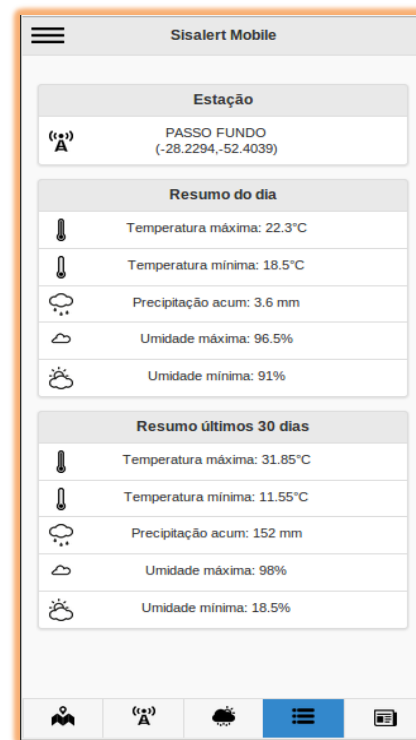 Sisalert Mobile
Estação
PASSO FUNDO
(-28.2294,-52.4039)
Resumo do dia
Temperatura máxima: 22.3°C
Temperatura mínima: 18.5°C
Precipitação acum: 3.6 mm
Umidade máxima: 96.5%
Umidade mínima: 91%
Resumo últimos 30 dias
Temperatura máxima: 31.85°C
Temperatura mínima: 11.55°C
Precipitação acum: 152 mm
Umidade máxima: 98%
Umidade mínima: 18.5%